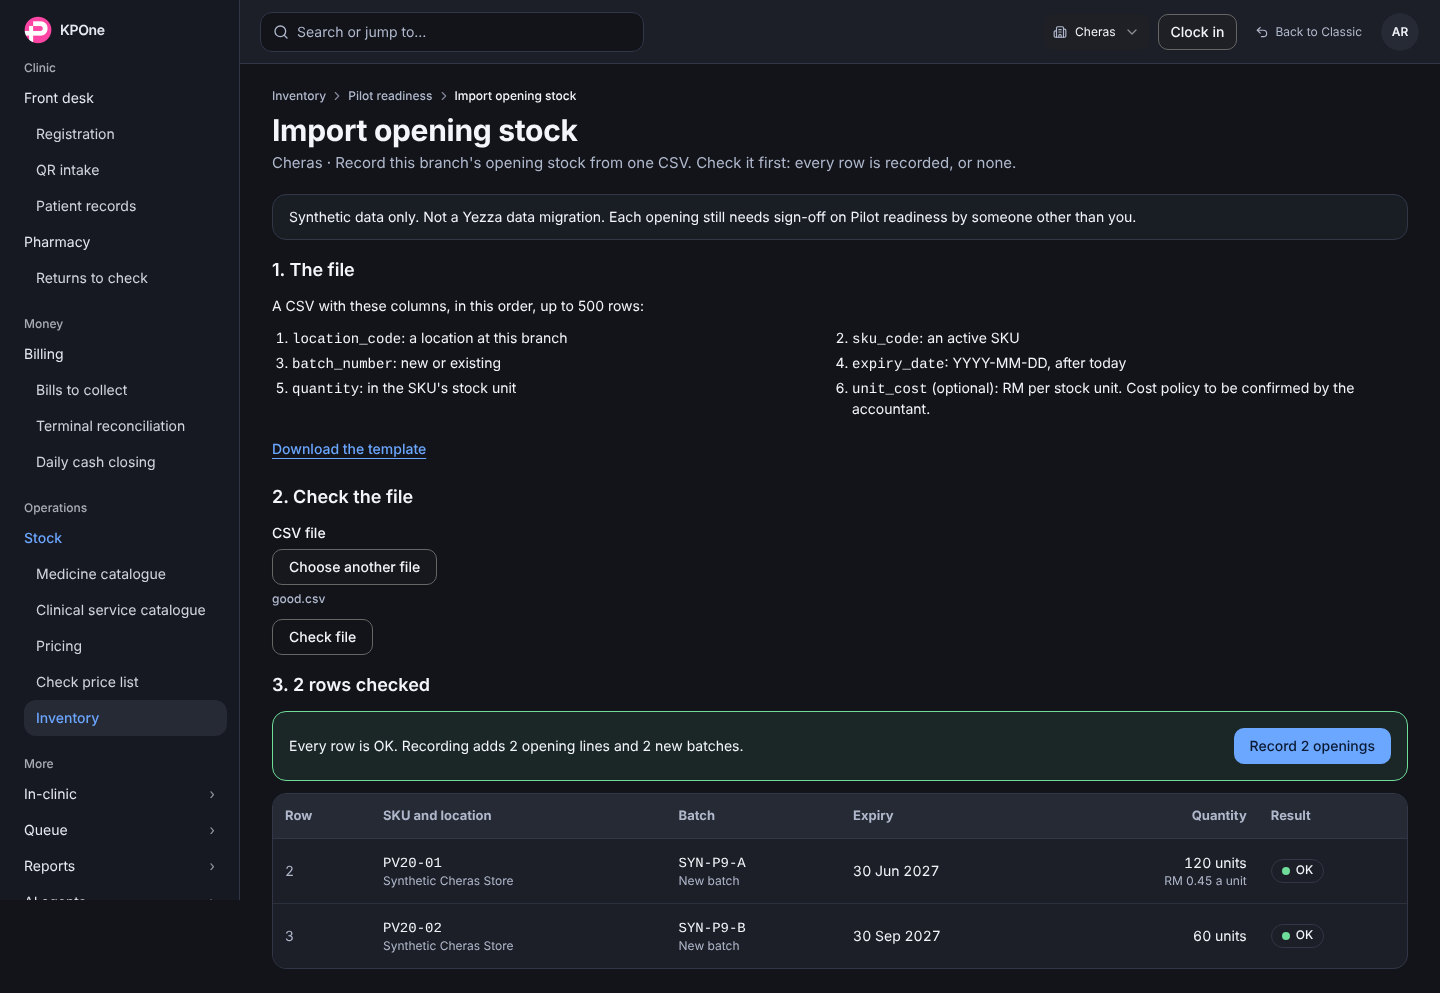 KPOne
Search or jump to...
Cheras
Clock in
Back to Classic
AR
Clinic
Front desk
Registration
QR intake
Patient records
Pharmacy
Returns to check
Money
Billing
Bills to collect
Terminal reconciliation
Daily cash closing
Operations
Stock
Medicine catalogue
Clinical service catalogue
Pricing
Check price list
Inventory
More
In-clinic
Queue
Reports
Inventory > Pilot readiness > Import opening stock
Import opening stock
Cheras · Record this branch's opening stock from one CSV. Check it first: every row is recorded, or none.
Synthetic data only. Not a Yezza data migration. Each opening still needs sign-off on Pilot readiness by someone other than you.
1. The file
A CSV with these columns, in this order, up to 500 rows:
1. location_code: a location at this branch
2. sku_code: an active SKU
3. batch_number: new or existing
4. expiry_date: YYYY-MM-DD, after today
5. quantity: in the SKU's stock unit
6. unit_cost (optional): RM per stock unit. Cost policy to be confirmed by the
accountant.
Download the template
2. Check the file
CSV file
Choose another file
good.csv
Check file
3. 2 rows checked
Every row is OK. Recording adds 2 opening lines and 2 new batches.
Record 2 openings
Row SKU and location Batch Expiry Quantity Result
2 PV20-01 SYN-P9-A 30 Jun 2027 120 units OK
Synthetic Cheras Store New batch RM 0.45 a unit
3 PV20-02 SYN-P9-B 30 Sep 2027 60 units OK
Synthetic Cheras Store New batch